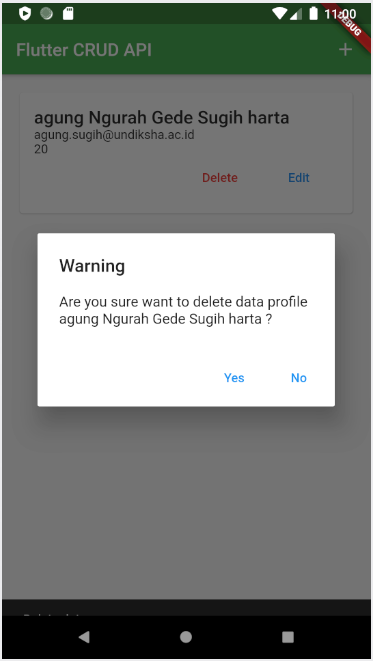 11:00
DEBUG
Flutter CRUD API
agung Ngurah Gede Sugih harta
agung.sugih@undiksha.ac.id
20
Delete Edit
Warning
Are you sure want to delete data profile
agung Ngurah Gede Sugih harta ?
Yes No